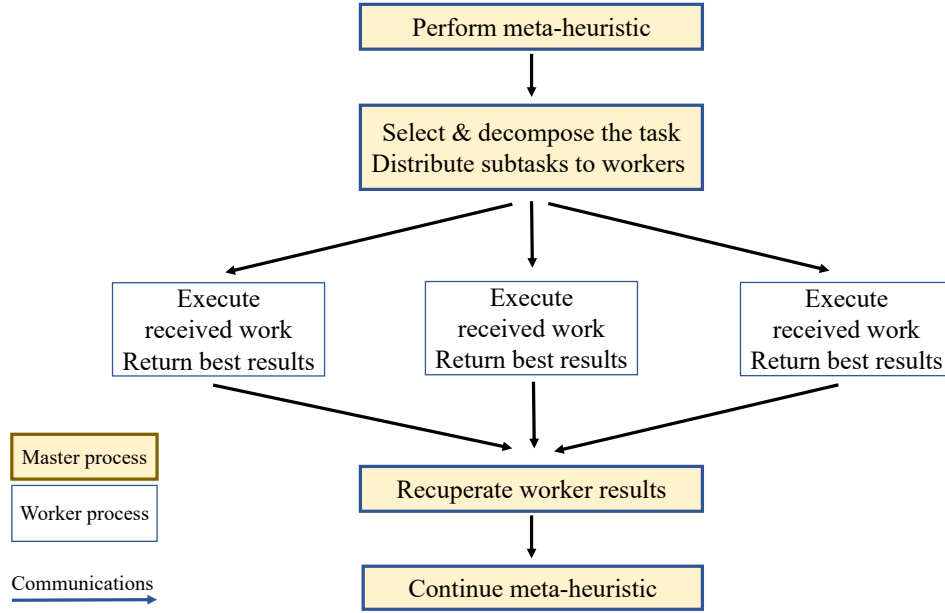 Perform meta-heuristic
Select & decompose the task
Distribute subtasks to workers
Execute
received work
Return best results
Execute
received work
Return best results
Execute
received work
Return best results
Master process
Worker process
Communications
Recuperate worker results
Continue meta-heuristic